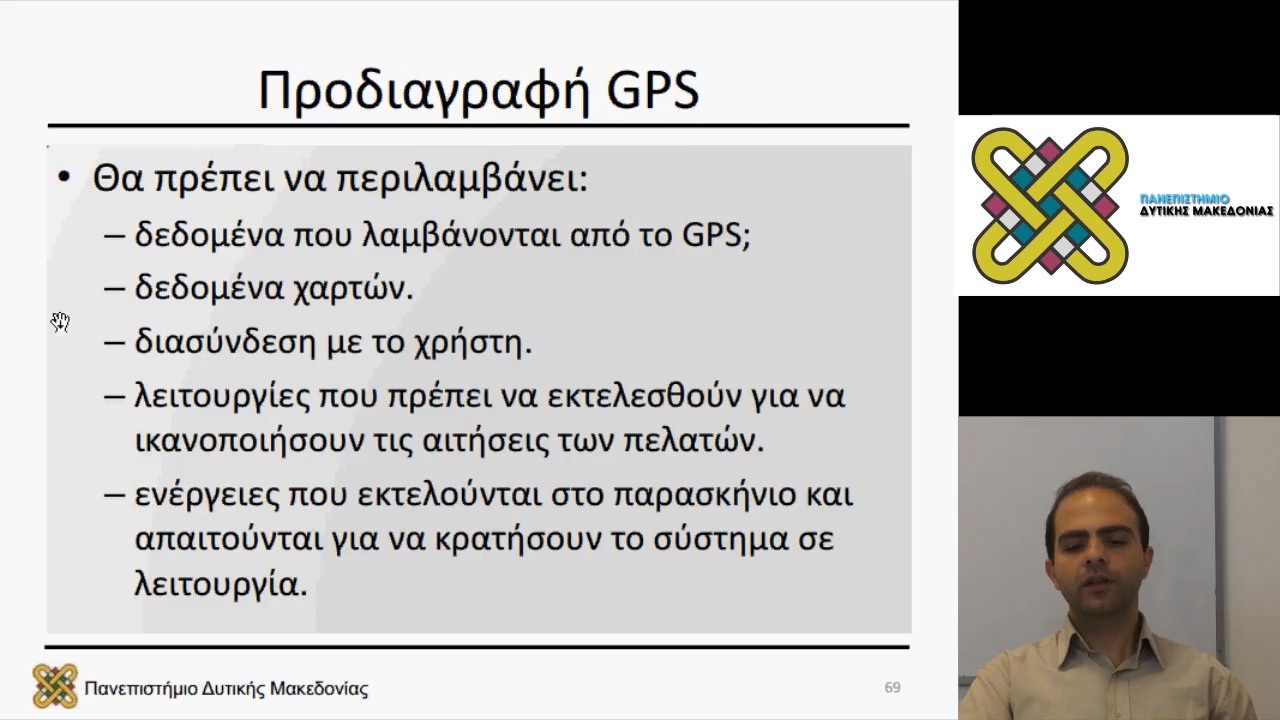 Προδιαγραφή GPS
• Θα πρέπει να περιλαμβάνει:
– δεδομένα που λαμβάνονται από το GPS;
– δεδομένα χαρτών.
– διασύνδεση με το χρήστη.
– λειτουργίες που πρέπει να εκτελεσθούν για να
ικανοποιήσουν τις αιτήσεις των πελατών.
– ενέργειες που εκτελούνται στο παρασκήνιο και
απαιτούνται για να κρατήσουν το σύστημα σε
λειτουργία.
Πανεπιστήμιο Δυτικής Μακεδονίας
69
ΠΑΝΕΠΙΣΤΗΜΙΟ
ΔΥΤΙΚΗΣ ΜΑΚΕΔΟΝΙΑΣ